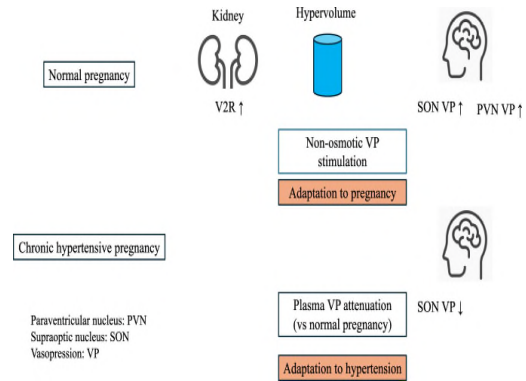 Kidney
Hypervolume
Normal pregnancy
V2R ↑
SON VP ↑ PVN VP ↑
Non-osmotic VP
stimulation
Adaptation to pregnancy
Chronic hypertensive pregnancy
Plasma VP attenuation
(vs normal pregnancy)
SON VP ↓
Paraventricular nucleus: PVN
Supraoptic nucleus: SON
Vasopression: VP
Adaptation to hypertension